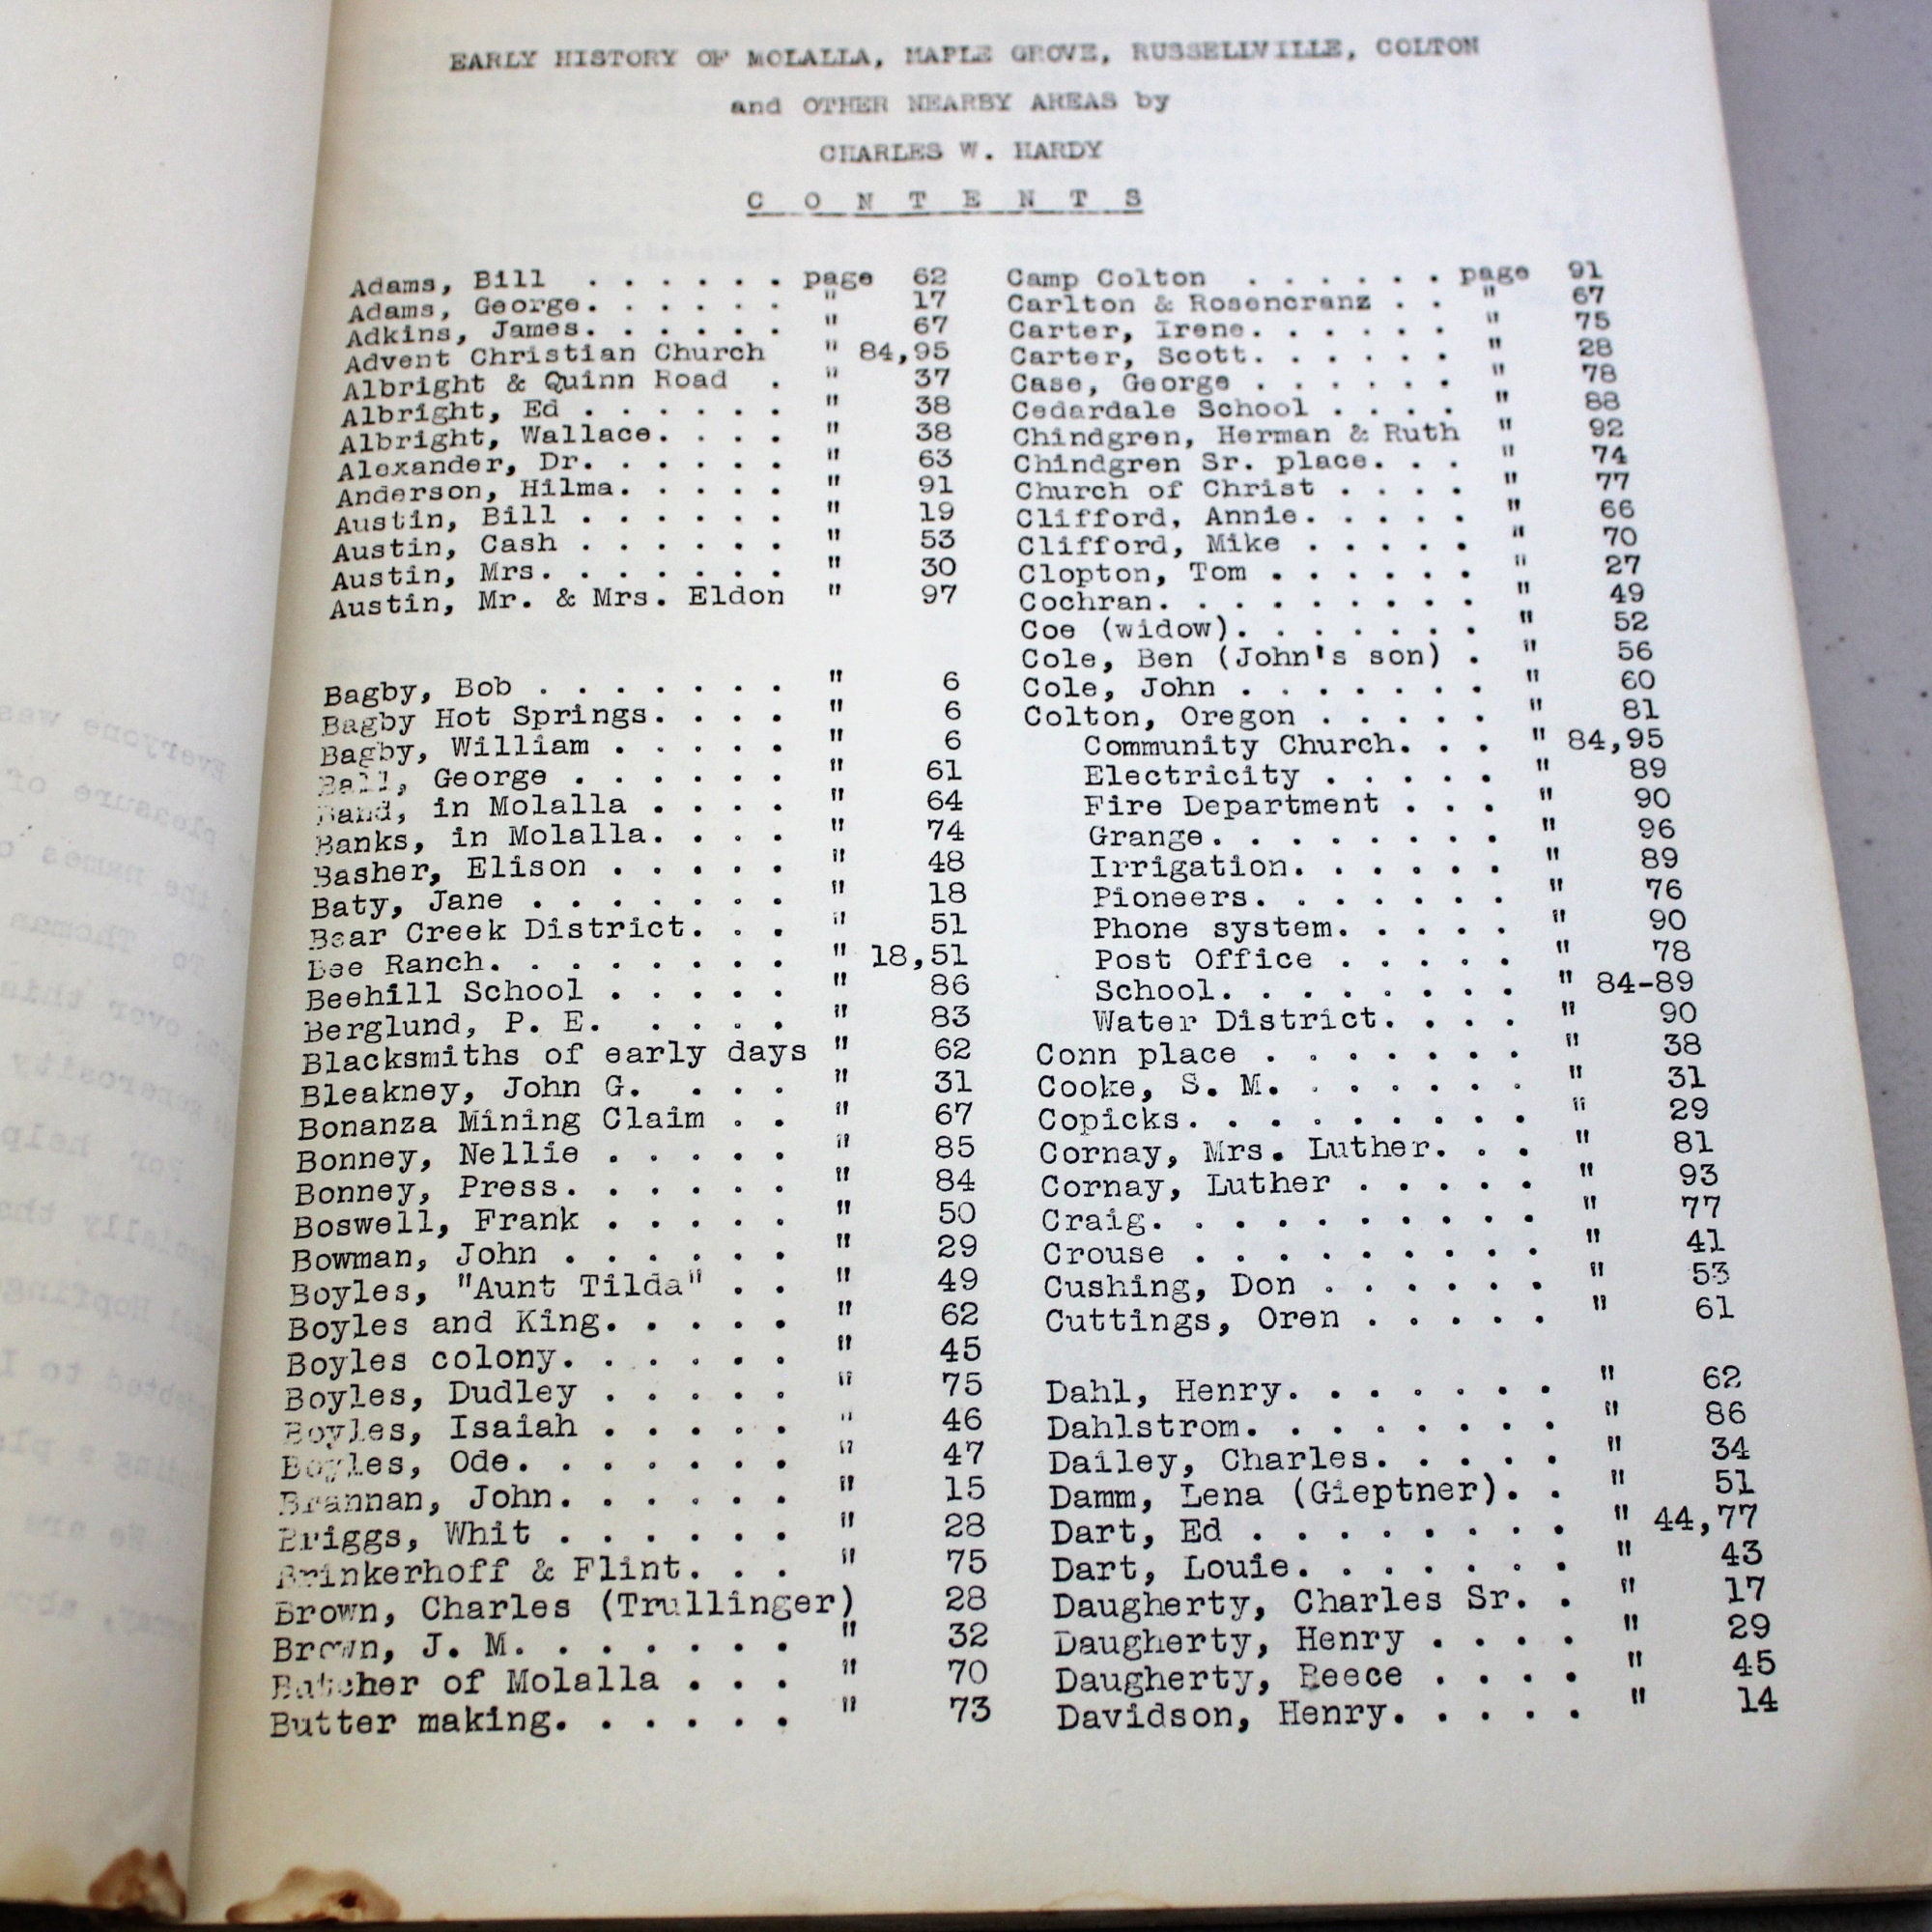 EARLY HISTORY OF MOLALLA, MAPLE GROVE, RUSSELLVILLE, COLTON
and OTHER NEARBY AREAS by
CHARLES W. HARDY
C O N T E N T S
Adams, Bill . . . . . . page 62
Adams, George. . . . . . " 17
Adkins, James. . . . . . " 67
Advent Christian Church " 84,95
Albright & Quinn Road . " 37
Albright, Ed . . . . . . " 38
Albright, Wallace. . . . " 38
Alexander, Dr. . . . . . " 63
Anderson, Hilma. . . . . " 91
Austin, Bill . . . . . . " 19
Austin, Cash . . . . . . " 53
Austin, Mrs. . . . . . . " 30
Austin, Mr. & Mrs. Eldon " 97
Bagby, Bob . . . . . . . " 6
Bagby Hot Springs. . . . " 6
Bagby, William . . . . . " 6
Ball, George . . . . . . " 61
Band, in Molalla . . . . " 64
Banks, in Molalla. . . . " 74
Basher, Elison . . . . . " 48
Baty, Jane . . . . . . . " 18
Bear Creek District. . . " 51
Bee Ranch. . . . . . . . " 18,51
Beehill School . . . . . " 86
Berglund, P. E. . . . . " 83
Blacksmiths of early days " 62
Bleakney, John G. . . . " 31
Bonanza Mining Claim . . " 67
Bonney, Nellie . . . . . " 85
Bonney, Press. . . . . . " 84
Boswell, Frank . . . . . " 50
Bowman, John . . . . . . " 29
Boyles, "Aunt Tilda" . . " 49
Boyles and King. . . . . " 62
Boyles colony. . . . . . " 45
Boyles, Dudley . . . . . " 75
Boyles, Isaiah . . . . . " 46
Boyles, Ode. . . . . . . " 47
Brannan, John. . . . . . " 15
Briggs, Whit . . . . . . " 28
Brinkerhoff & Flint. . . " 75
Brown, Charles (Trullinger) 28
Brown, J. M. . . . . . . " 32
Butcher of Molalla . . . " 70
Butter making. . . . . . " 73
Camp Colton . . . . . . page 91
Carlton & Rosencranz . . " 67
Carter, Irene. . . . . . " 75
Carter, Scott. . . . . . " 28
Case, George . . . . . . " 78
Cedardale School . . . . " 88
Chindgren, Herman & Ruth " 92
Chindgren Sr. place. . . " 74
Church of Christ . . . . " 77
Clifford, Annie. . . . . " 66
Clifford, Mike . . . . . " 70
Clopton, Tom . . . . . . " 27
Cochran. . . . . . . . . " 49
Coe (widow). . . . . . . " 52
Cole, Ben (John's son) . " 56
Cole, John . . . . . . . " 60
Colton, Oregon . . . . . " 81
Community Church. . . " 84,95
Electricity . . . . . " 89
Fire Department . . . " 90
Grange. . . . . . . . " 96
Irrigation. . . . . . " 89
Pioneers. . . . . . . " 76
Phone system. . . . . " 90
Post Office . . . . . " 78
School. . . . . . . . " 84-89
Water District. . . . " 90
Conn place . . . . . . . " 38
Cooke, S. M. . . . . . . " 31
Copicks. . . . . . . . . " 29
Cornay, Mrs. Luther. . . " 81
Cornay, Luther . . . . . " 93
Craig. . . . . . . . . . " 77
Crouse . . . . . . . . . " 41
Cushing, Don . . . . . . " 53
Cuttings, Oren . . . . . " 61
Dahl, Henry. . . . . . . " 62
Dahlstrom. . . . . . . . " 86
Dailey, Charles. . . . . " 34
Damm, Lena (Gieptner). . " 51
Dart, Ed . . . . . . . . " 44,77
Dart, Louie. . . . . . . " 43
Daugherty, Charles Sr. . " 17
Daugherty, Henry . . . . " 29
Daugherty, Reece . . . . " 45
Davidson, Henry. . . . . " 14